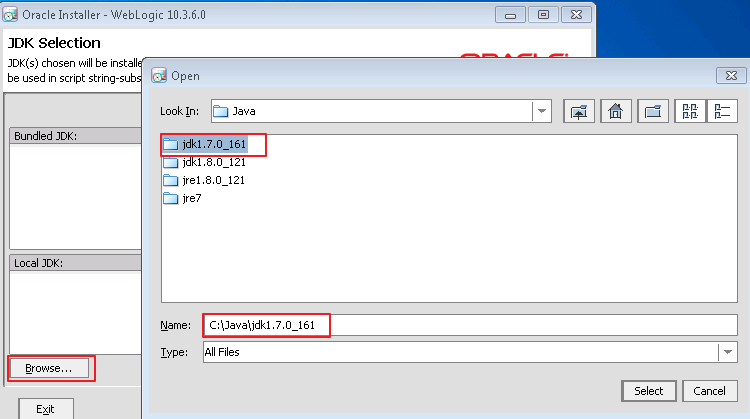 Oracle Installer - WebLogic 10.3.6.0
JDK Selection
JDK(s) chosen will be installe
be used in script string-subs
ORACLE
Bundled JDK:
Local JDK:
Browse...
Exit
Open
Look In:
Java
jdk1.7.0_161
jdk1.8.0_121
jre1.8.0_121
jre7
Name: C:\Java\jdk1.7.0_161
Type: All Files
Select Cancel